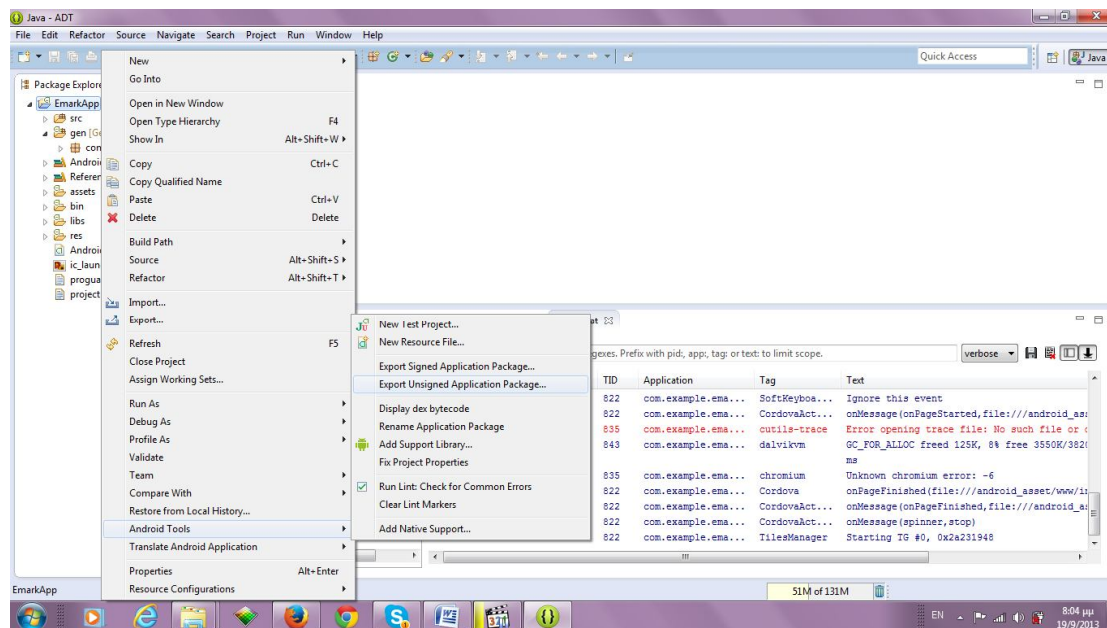 Java - ADT
File Edit Refactor Source Navigate Search Project Run Window Help
Quick Access
Java
Package Explore
EmarkApp
src
gen [Ge
con
Androi
Referen
assets
bin
libs
res
Androi
ic_laun
progua
project
New
Go Into
Open in New Window
Open Type Hierarchy F4
Show In Alt+Shift+W
Copy Ctrl+C
Copy Qualified Name
Paste Ctrl+V
Delete Delete
Build Path
Source Alt+Shift+S
Refactor Alt+Shift+T
Import...
Export...
Refresh F5
Close Project
Assign Working Sets...
Run As
Debug As
Profile As
Validate
Team
Compare With
Restore from Local History...
Android Tools
Translate Android Application
Properties Alt+Enter
Resource Configurations
New Test Project...
New Resource File...
Export Signed Application Package...
Export Unsigned Application Package...
Display dex bytecode
Rename Application Package
Add Support Library...
Fix Project Properties
Run Lint: Check for Common Errors
Clear Lint Markers
Add Native Support...
at
gexes. Prefix with pid:, app:, tag: or text: to limit scope.
verbose
TID Application Tag Text
822 com.example.ema... SoftKeyboa... Ignore this event
822 com.example.ema... CordovaAct... onMessage(onPageStarted,file:///android_as
835 com.example.ema... cutils-trace Error opening trace file: No such file or
843 com.example.ema... dalvikvm GC_FOR_ALLOC freed 125K, 8% free 3550K/382
ms
835 com.example.ema... chromium Unknown chromium error: -6
822 com.example.ema... Cordova onPageFinished(file:///android_asset/www/i
822 com.example.ema... CordovaAct... onMessage(onPageFinished,file:///android_a
822 com.example.ema... CordovaAct... onMessage(spinner,stop)
822 com.example.ema... TilesManager Starting TG #0, 0x2a231948
EmarkApp
51M of 131M
EN
8:04 μμ
19/9/2013